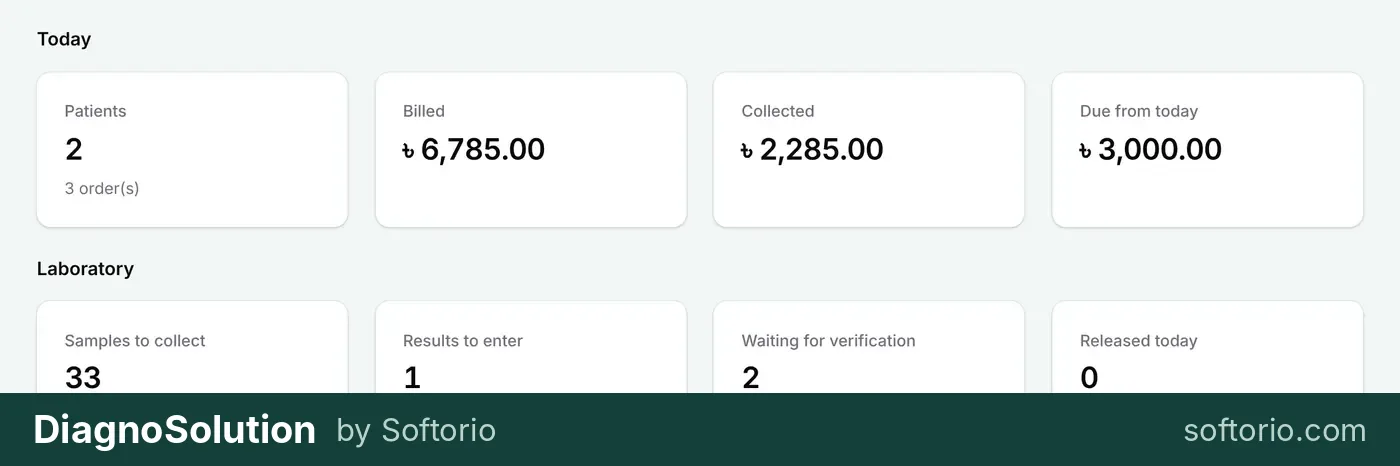 Today
Patients
Billed
Collected
Due from today
2
৳ 6,785.00
৳ 2,285.00
৳ 3,000.00
3 order(s)
Laboratory
Samples to collect
Results to enter
Waiting for verification
Released today
33
1
2
0
DiagnoSolution by Softorio
softorio.com